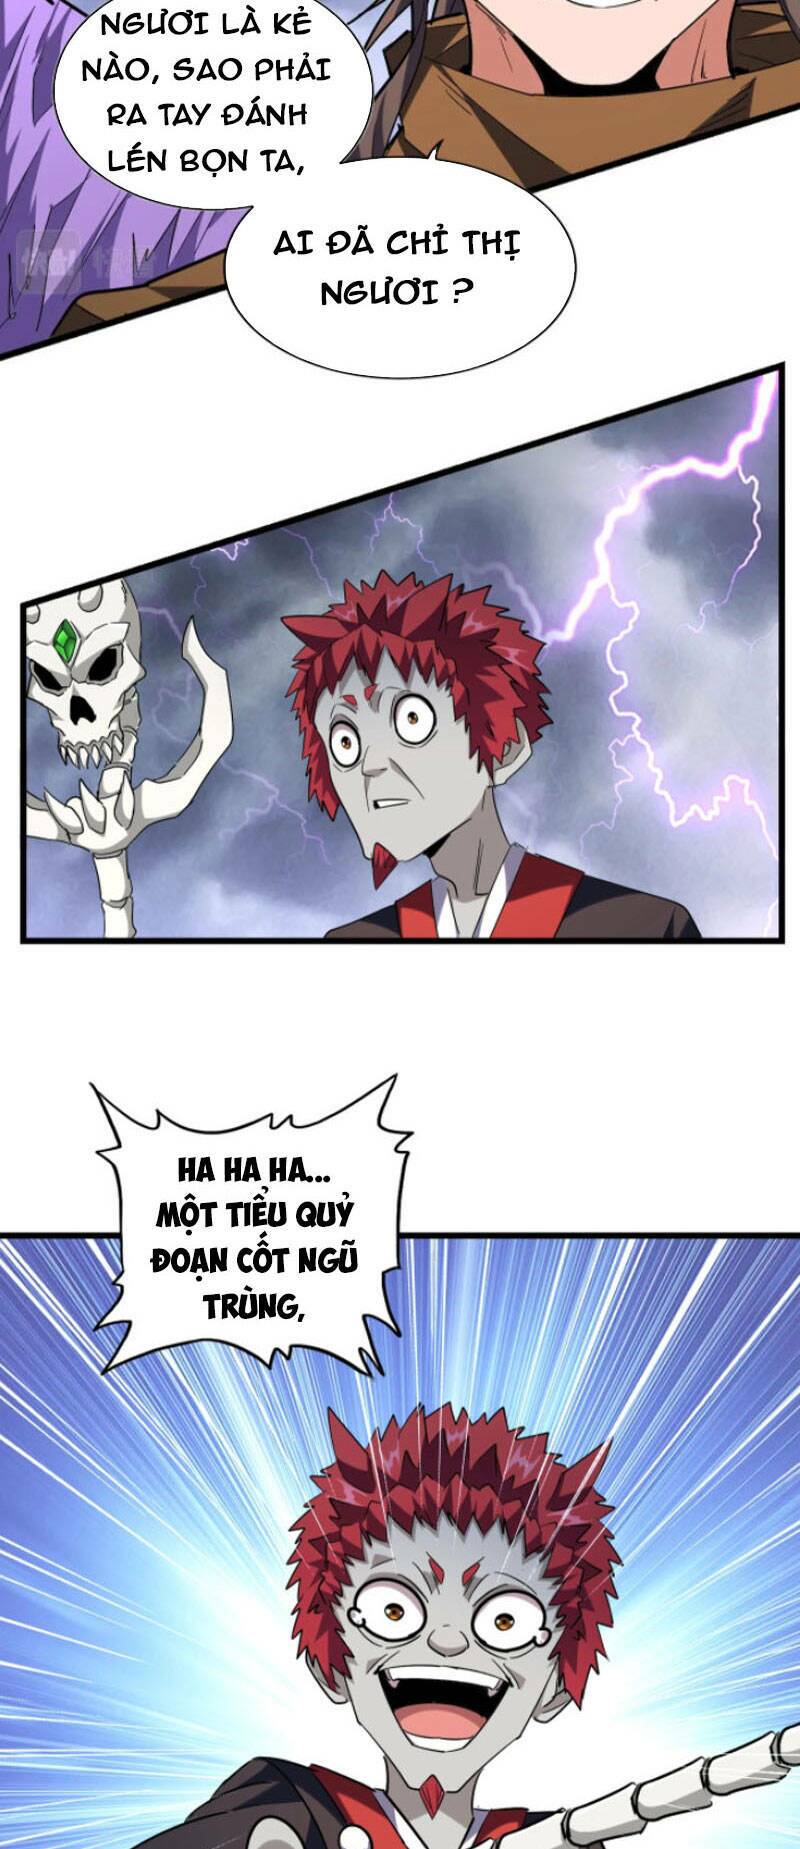 NGƯƠI LÀ KẺ
NÀO, SAO PHẢI
RA TAY ĐÁNH
LÉN BỌN TA,
AI ĐÃ CHỈ THỊ
NGƯƠI ?
HA HA HA...
MỘT TIỂU QUỶ
ĐOẠN CỐT NGŨ
TRÙNG,